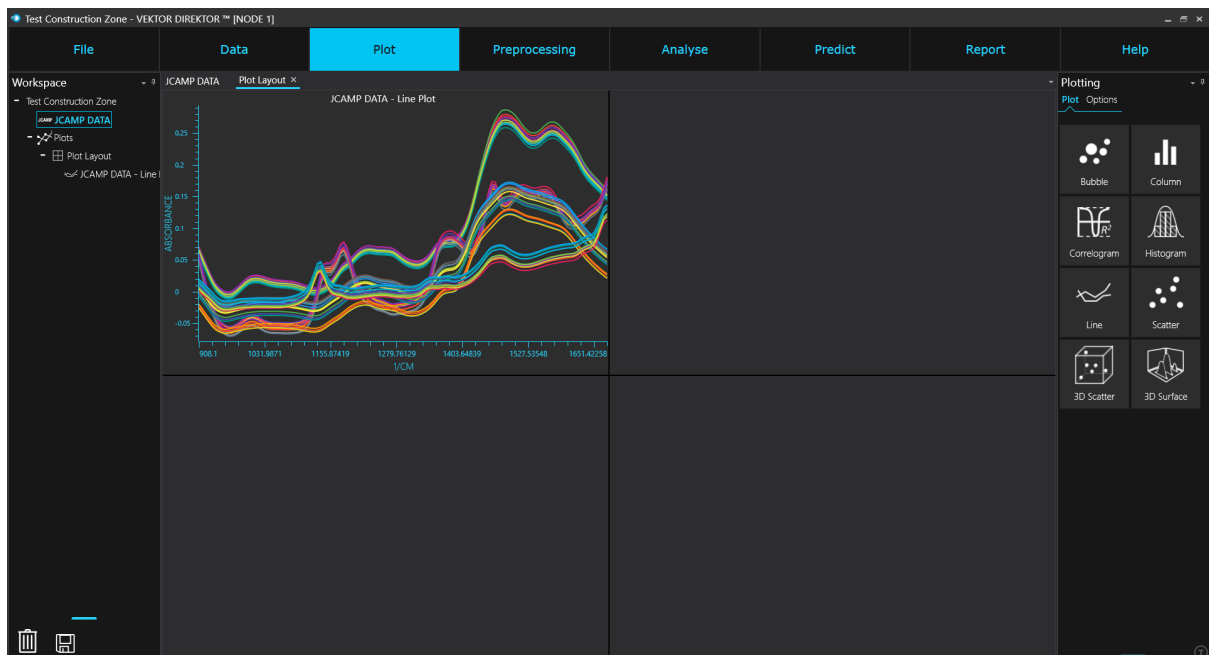 Test Construction Zone - VEKTOR DIREKTOR ™ [NODE 1]
File Data Plot Preprocessing Analyse Predict Report Help
Workspace
Test Construction Zone
JCAMP JCAMP DATA
Plots
Plot Layout
JCAMP DATA - Line
JCAMP DATA Plot Layout ×
JCAMP DATA - Line Plot
ABSORBANCE
0.25
0.2
0.15
0.1
0.05
0
-0.05
908.1 1031.9871 1155.87419 1279.76129 1403.64839 1527.53548 1651.42258
1/CM
Plotting
Plot Options
Bubble Column
R²
Correlogram Histogram
Line Scatter
3D Scatter 3D Surface